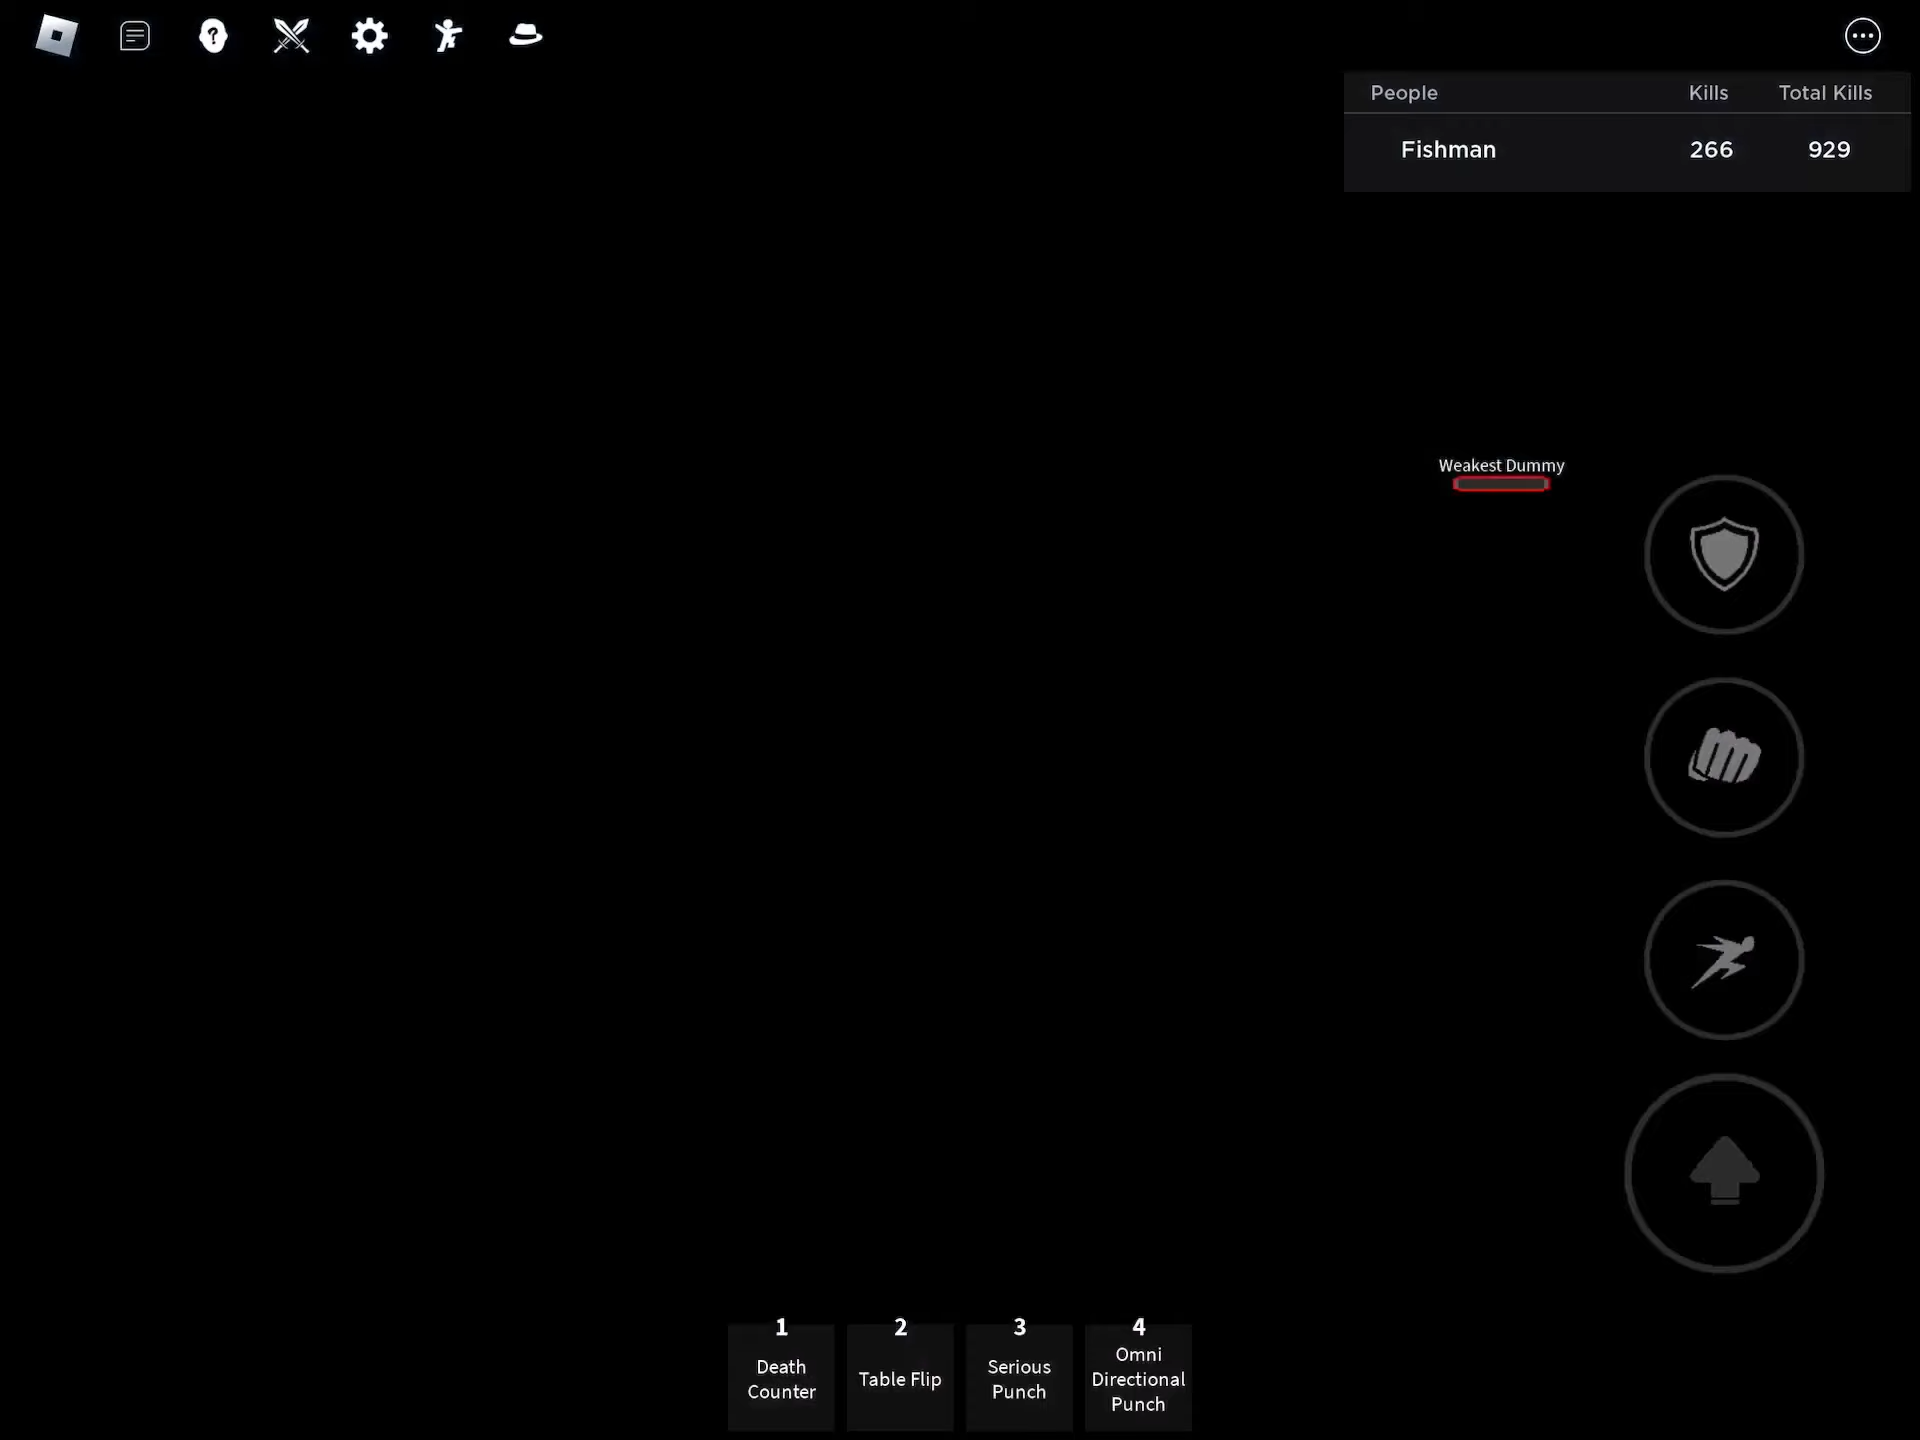 People Kills Total Kills
Fishman 266 929
Weakest Dummy
1 2 3 4
Death Counter
Table Flip
Serious Punch
Omni Directional Punch